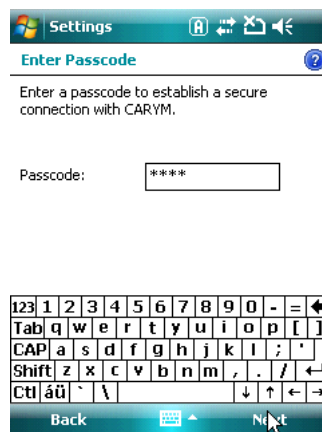 Settings
A
Enter Passcode
?
Enter a passcode to establish a secure
connection with CARYM.
Passcode: ****
123 1 2 3 4 5 6 7 8 9 0 - =
Tab q w e r t y u i o p [ ]
CAP a s d f g h j k l ; '
Shift z x c v b n m , . /
Ctl áü ` \
Back Next